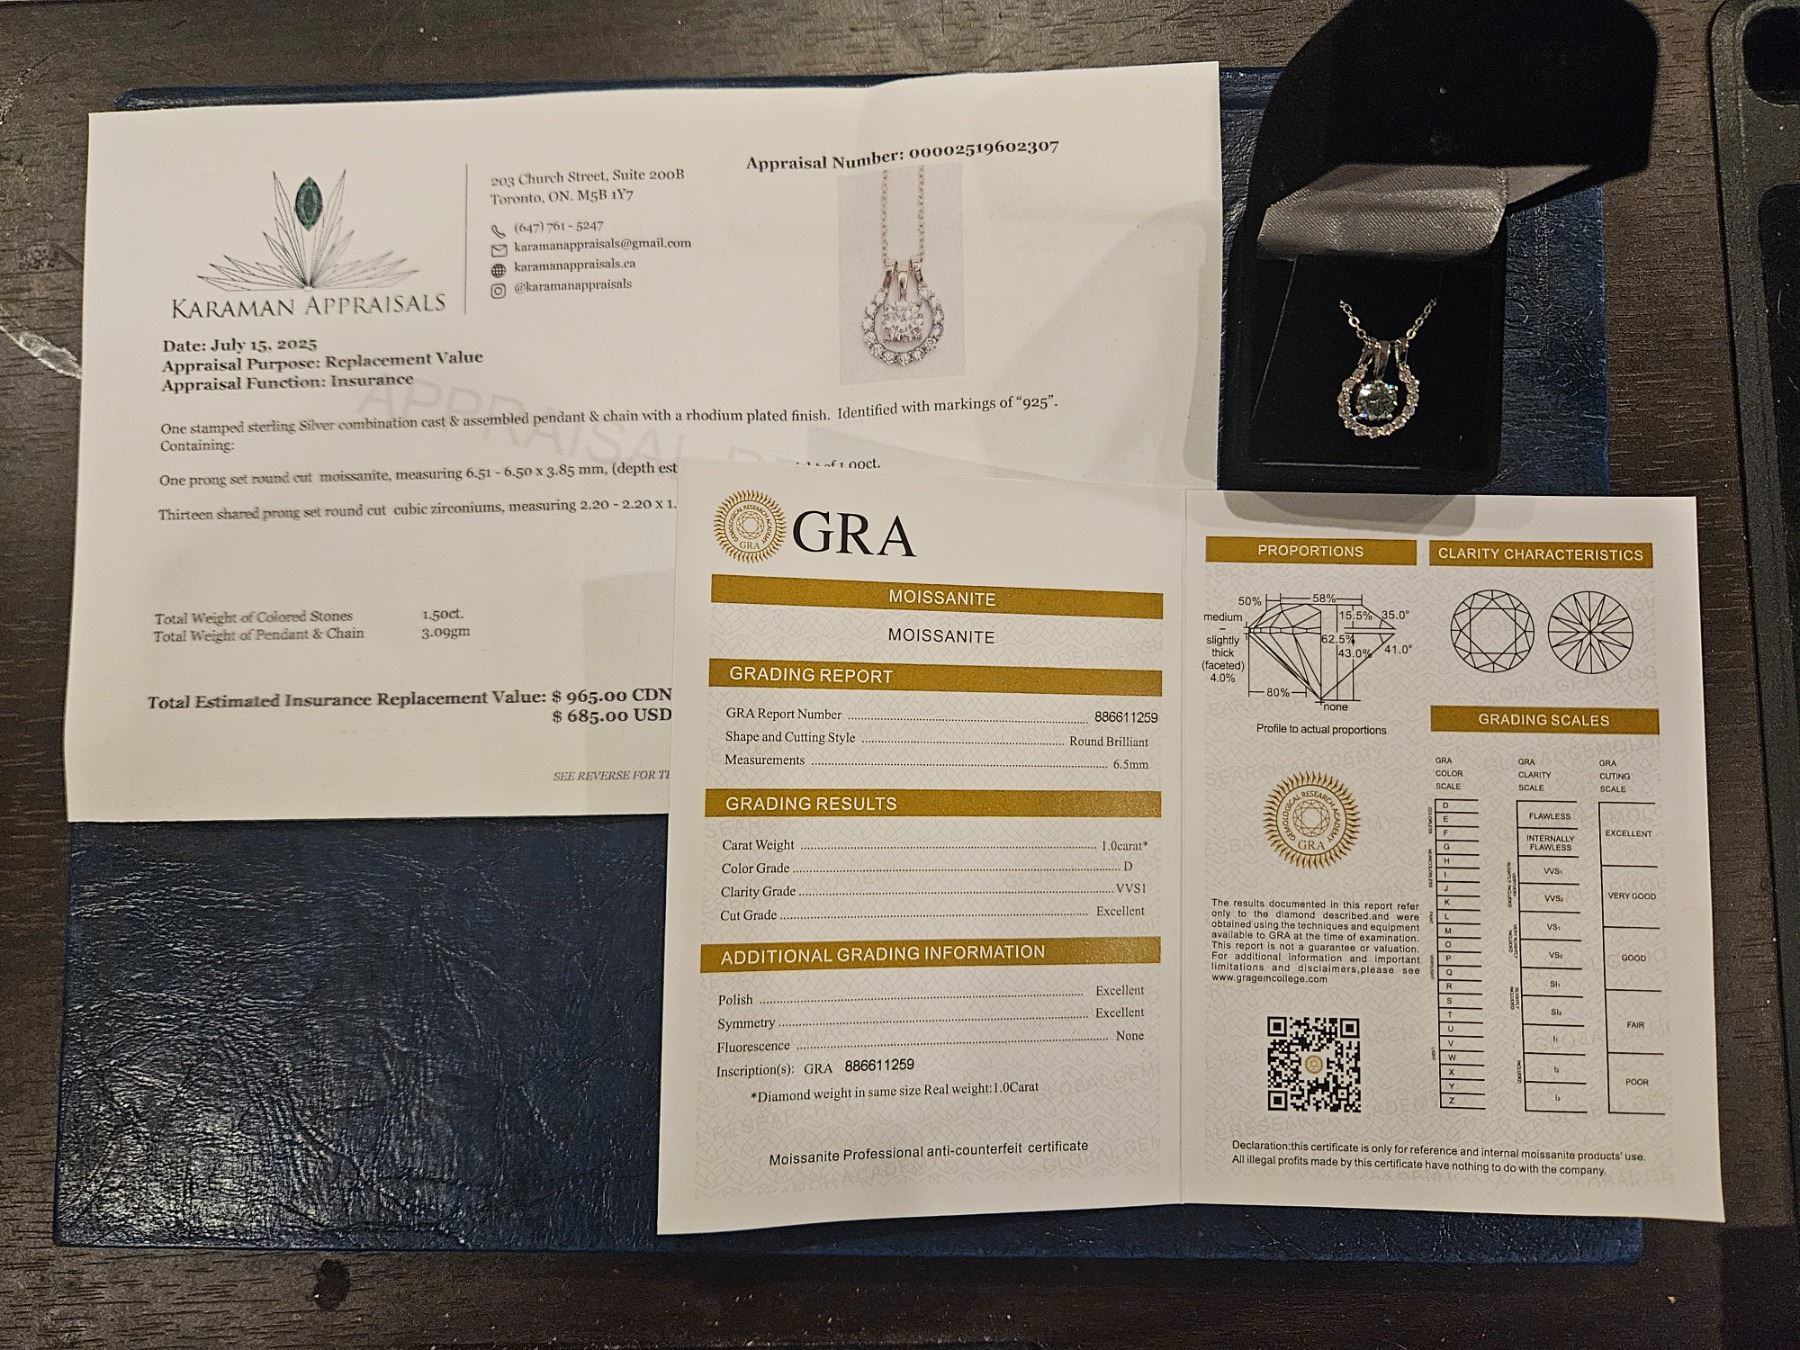 Appraisal Number: 00002519602307
203 Church Street, Suite 200B
Toronto, ON. M5B 1Y7
(647) 761 - 5247
karamanappraisals@gmail.com
karamanappraisals.ca
@karamanappraisals
KARAMAN APPRAISALS
Date: July 15, 2025
Appraisal Purpose: Replacement Value
Appraisal Function: Insurance
One stamped sterling Silver combination cast & assembled pendant & chain with a rhodium plated finish. Identified with markings of "925".
Containing:
One prong set round cut moissanite, measuring 6.51 - 6.50 x 3.85 mm, (depth est
of 1.00ct.
Thirteen shared prong set round cut cubic zirconiums, measuring 2.20 - 2.20 x 1.
Total Weight of Colored Stones 1.50ct.
Total Weight of Pendant & Chain 3.09gm
Total Estimated Insurance Replacement Value: $ 965.00 CDN
$ 685.00 USD
SEE REVERSE FOR
APPRAISAL
GRA
GEMOLOGICAL RESEARCH ACADEMY
GRA
MOISSANITE
MOISSANITE
GRADING REPORT
GRA Report Number 886611259
Shape and Cutting Style Round Brilliant
Measurements 6.5mm
GRADING RESULTS
Carat Weight 1.0carat*
Color Grade D
Clarity Grade VVS1
Cut Grade Excellent
ADDITIONAL GRADING INFORMATION
Polish Excellent
Symmetry Excellent
Fluorescence None
Inscription(s): GRA 886611259
*Diamond weight in same size Real weight:1.0Carat
Moissanite Professional anti-counterfeit certificate
PROPORTIONS
50%
58%
15.5%
35.0°
medium
–
slightly
thick
(faceted)
4.0%
62.5%
43.0%
41.0°
80%
none
Profile to actual proportions
GEMOLOGICAL RESEARCH ACADEMY
GRA
The results documented in this report refer
only to the diamond described.and were
obtained using the techniques and equipment
available to GRA at the time of examination.
This report is not a guarantee or valuation.
For additional information and important
limitations and disclaimers,please see
www.gragemcollege.com
CLARITY CHARACTERISTICS
GRADING SCALES
GRA
COLOR
SCALE
D
E
F
G
H
I
J
K
L
M
O
P
Q
R
S
T
U
V
W
X
Y
Z
GRA
CLARITY
SCALE
FLAWLESS
INTERNALLY
FLAWLESS
VVS1
VVS2
VS1
VS2
SI1
SI2
I1
I2
I3
GRA
CUTING
SCALE
EXCELLENT
VERY GOOD
GOOD
FAIR
POOR
Declaration:this certificate is only for reference and internal moissanite products' use.
All illegal profits made by this certificate have nothing to do with the company.